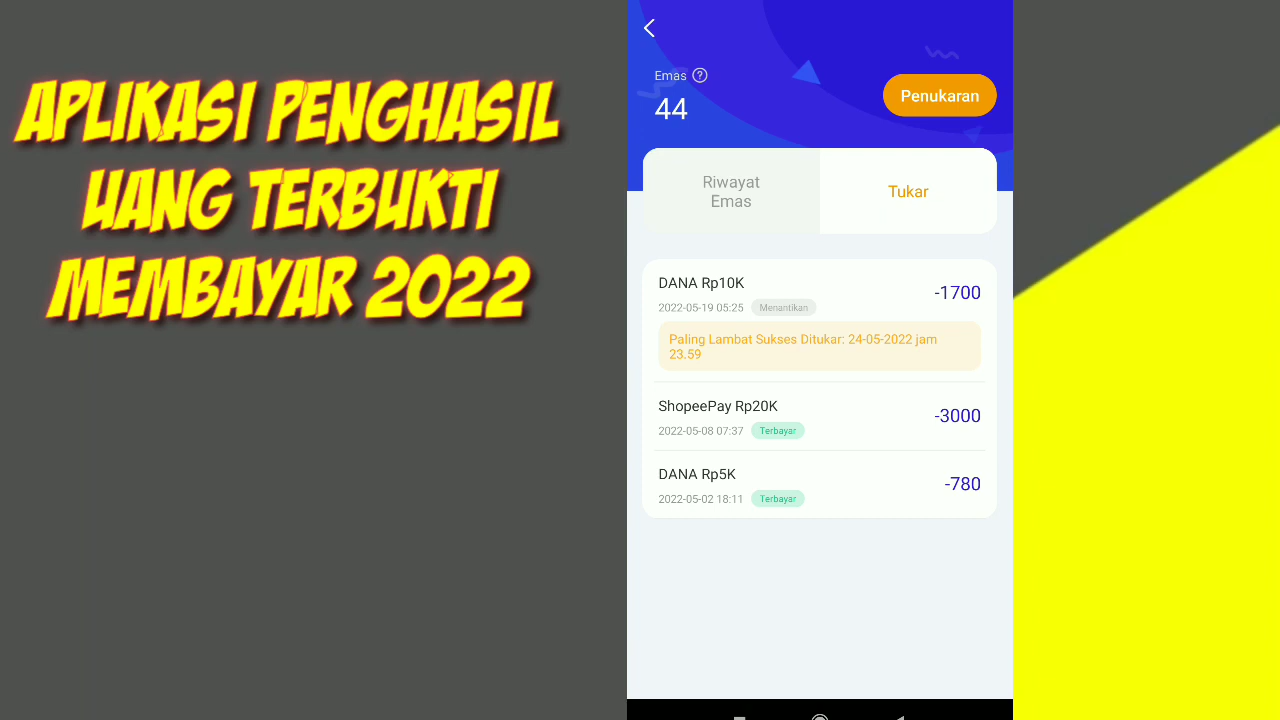 APLIKASI PENGHASIL
UANG TERBUKTI
MEMBAYAR 2022
Emas ?
44
Penukaran
Riwayat
Emas
Tukar
DANA Rp10K
-1700
2022-05-19 05:25 Menantikan
Paling Lambat Sukses Ditukar: 24-05-2022 jam
23.59
ShopeePay Rp20K
-3000
2022-05-08 07:37 Terbayar
DANA Rp5K
-780
2022-05-02 18:11 Terbayar